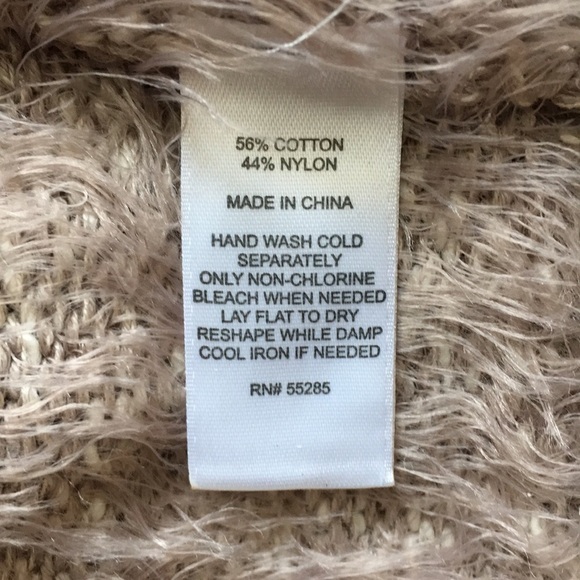 56% COTTON
44% NYLON
MADE IN CHINA
HAND WASH COLD
SEPARATELY
ONLY NON-CHLORINE
BLEACH WHEN NEEDED
LAY FLAT TO DRY
RESHAPE WHILE DAMP
COOL IRON IF NEEDED
RN# 55285